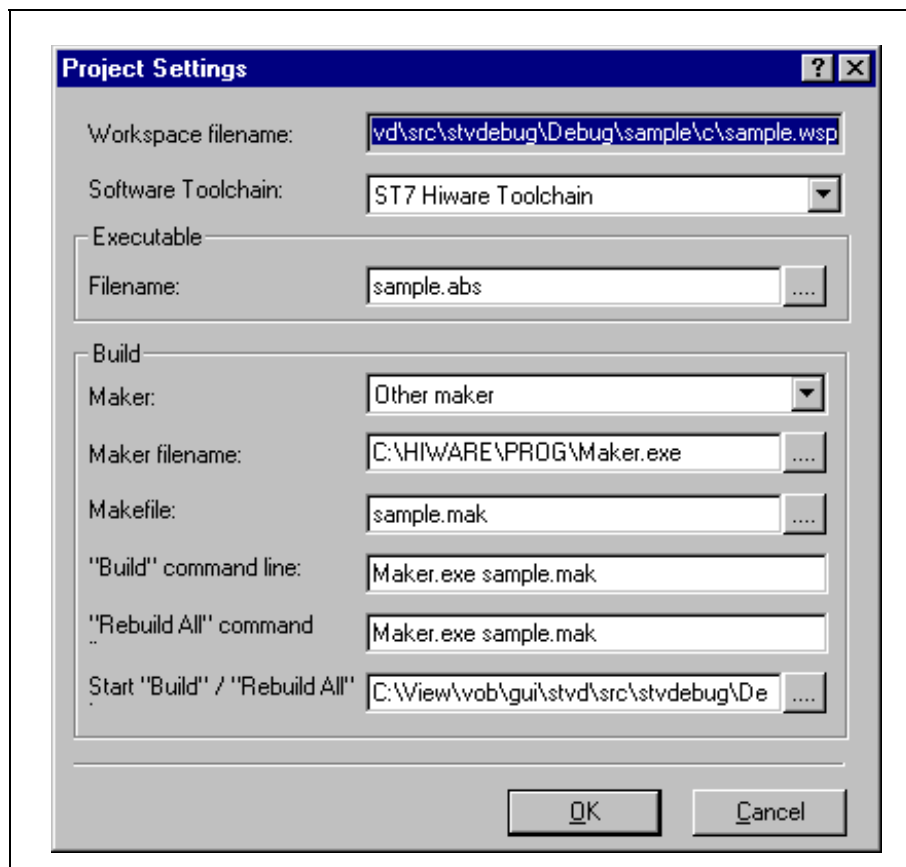 Project Settings
Workspace filename: vd\src\stvdebug\Debug\sample\c\sample.wsp
Software Toolchain: ST7 Hiware Toolchain
Executable
Filename: sample.abs ....
Build
Maker: Other maker
Maker filename: C:\HIWARE\PROG\Maker.exe ....
Makefile: sample.mak ....
"Build" command line: Maker.exe sample.mak
"Rebuild All" command Maker.exe sample.mak
Start "Build" / "Rebuild All" C:\View\vob\gui\stvd\src\stvdebug\De ....
OK Cancel